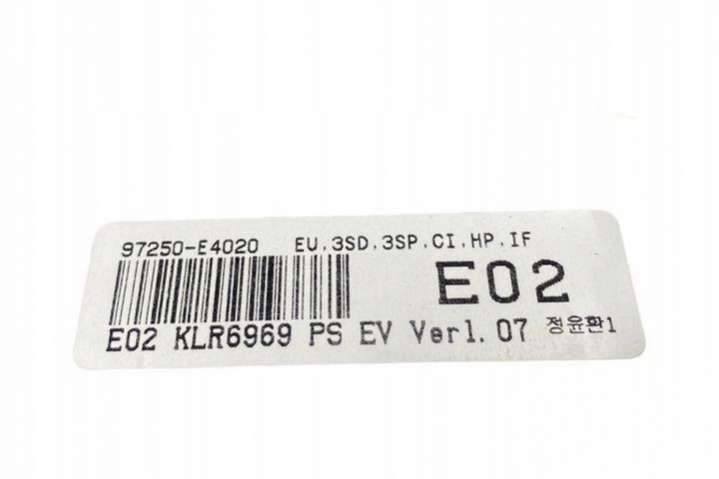 97250-E4020 EU.3SD.3SP.CI.HP.IF
E02
E02 KLR6969 PS EV Ver1.07 정윤환1